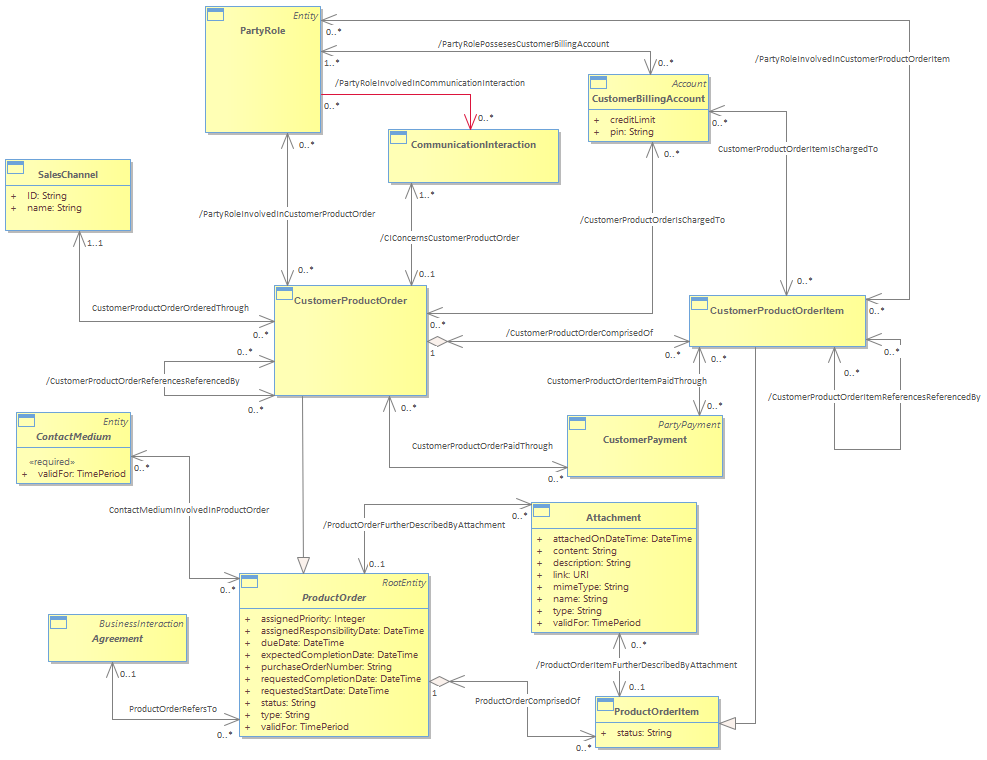 Entity
PartyRole
0..*
/PartyRolePossesesCustomerBillingAccount
1..*
0..*
/PartyRoleInvolvedInCustomerProductOrderItem
/PartyRoleInvolvedInCommunicationInteraction
0..*
0..*
Account
CustomerBillingAccount
+ creditLimit
+ pin: String
0..*
0..*
0..*
CommunicationInteraction
CustomerProductOrderItemIsChargedTo
SalesChannel
+ ID: String
+ name: String
1..1
1..*
/PartyRoleInvolvedInCustomerProductOrder
/CustomerProductOrderIsChargedTo
/CIConcernsCustomerProductOrder
0..*
0..1
0..*
CustomerProductOrderOrderedThrough
0..*
CustomerProductOrder
0..*
CustomerProductOrderItem
0..*
/CustomerProductOrderComprisedOf
1
0..*
0..*
0..*
0..*
0..*
/CustomerProductOrderReferencesReferencedBy
0..*
CustomerProductOrderItemPaidThrough
/CustomerProductOrderItemReferencesReferencedBy
0..*
0..*
Entity
ContactMedium
«required»
+ validFor: TimePeriod
0..*
PartyPayment
CustomerPayment
CustomerProductOrderPaidThrough
0..*
ContactMediumInvolvedInProductOrder
/ProductOrderFurtherDescribedByAttachment
0..*
0..1
Attachment
+ attachedOnDateTime: DateTime
+ content: String
+ description: String
+ link: URI
+ mimeType: String
+ name: String
+ type: String
+ validFor: TimePeriod
0..*
RootEntity
ProductOrder
+ assignedPriority: Integer
+ assignedResponsibilityDate: DateTime
+ dueDate: DateTime
+ expectedCompletionDate: DateTime
+ purchaseOrderNumber: String
+ requestedCompletionDate: DateTime
+ requestedStartDate: DateTime
+ status: String
+ type: String
+ validFor: TimePeriod
BusinessInteraction
Agreement
0..1
ProductOrderRefersTo
0..*
0..*
/ProductOrderItemFurtherDescribedByAttachment
0..1
1
ProductOrderComprisedOf
0..*
ProductOrderItem
+ status: String